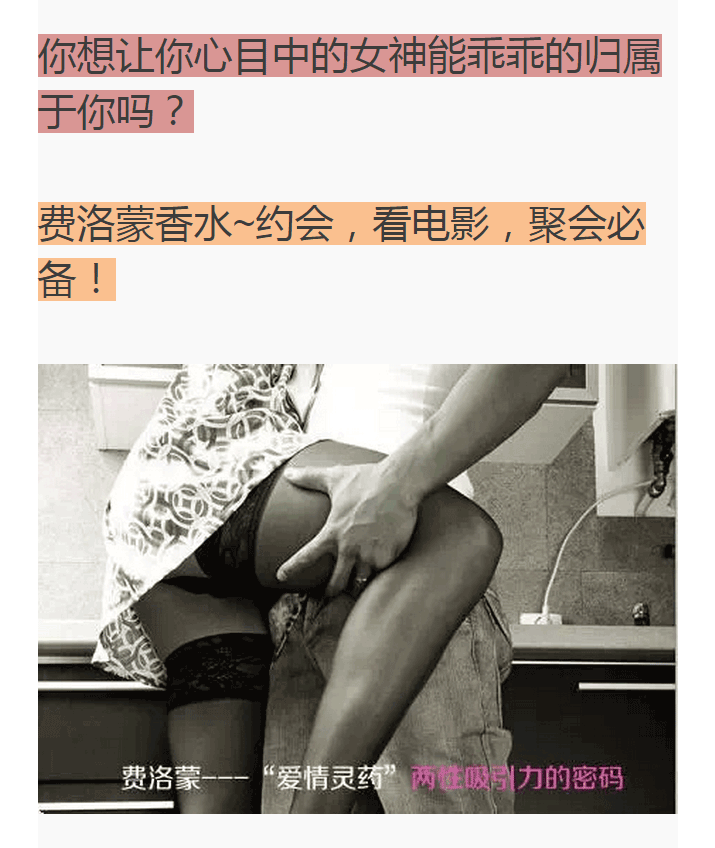 你想让你心目中的女神能乖乖的归属
于你吗？
费洛蒙香水~约会，看电影，聚会必
备！
费洛蒙---“爱情灵药”两性吸引力的密码